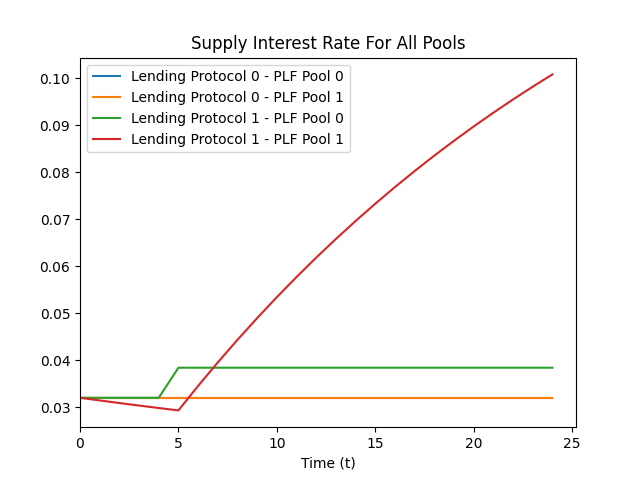 Supply Interest Rate For All Pools
Lending Protocol 0 - PLF Pool 0
Lending Protocol 0 - PLF Pool 1
Lending Protocol 1 - PLF Pool 0
Lending Protocol 1 - PLF Pool 1
0.10
0.09
0.08
0.07
0.06
0.05
0.04
0.03
0 5 10 15 20 25
Time (t)